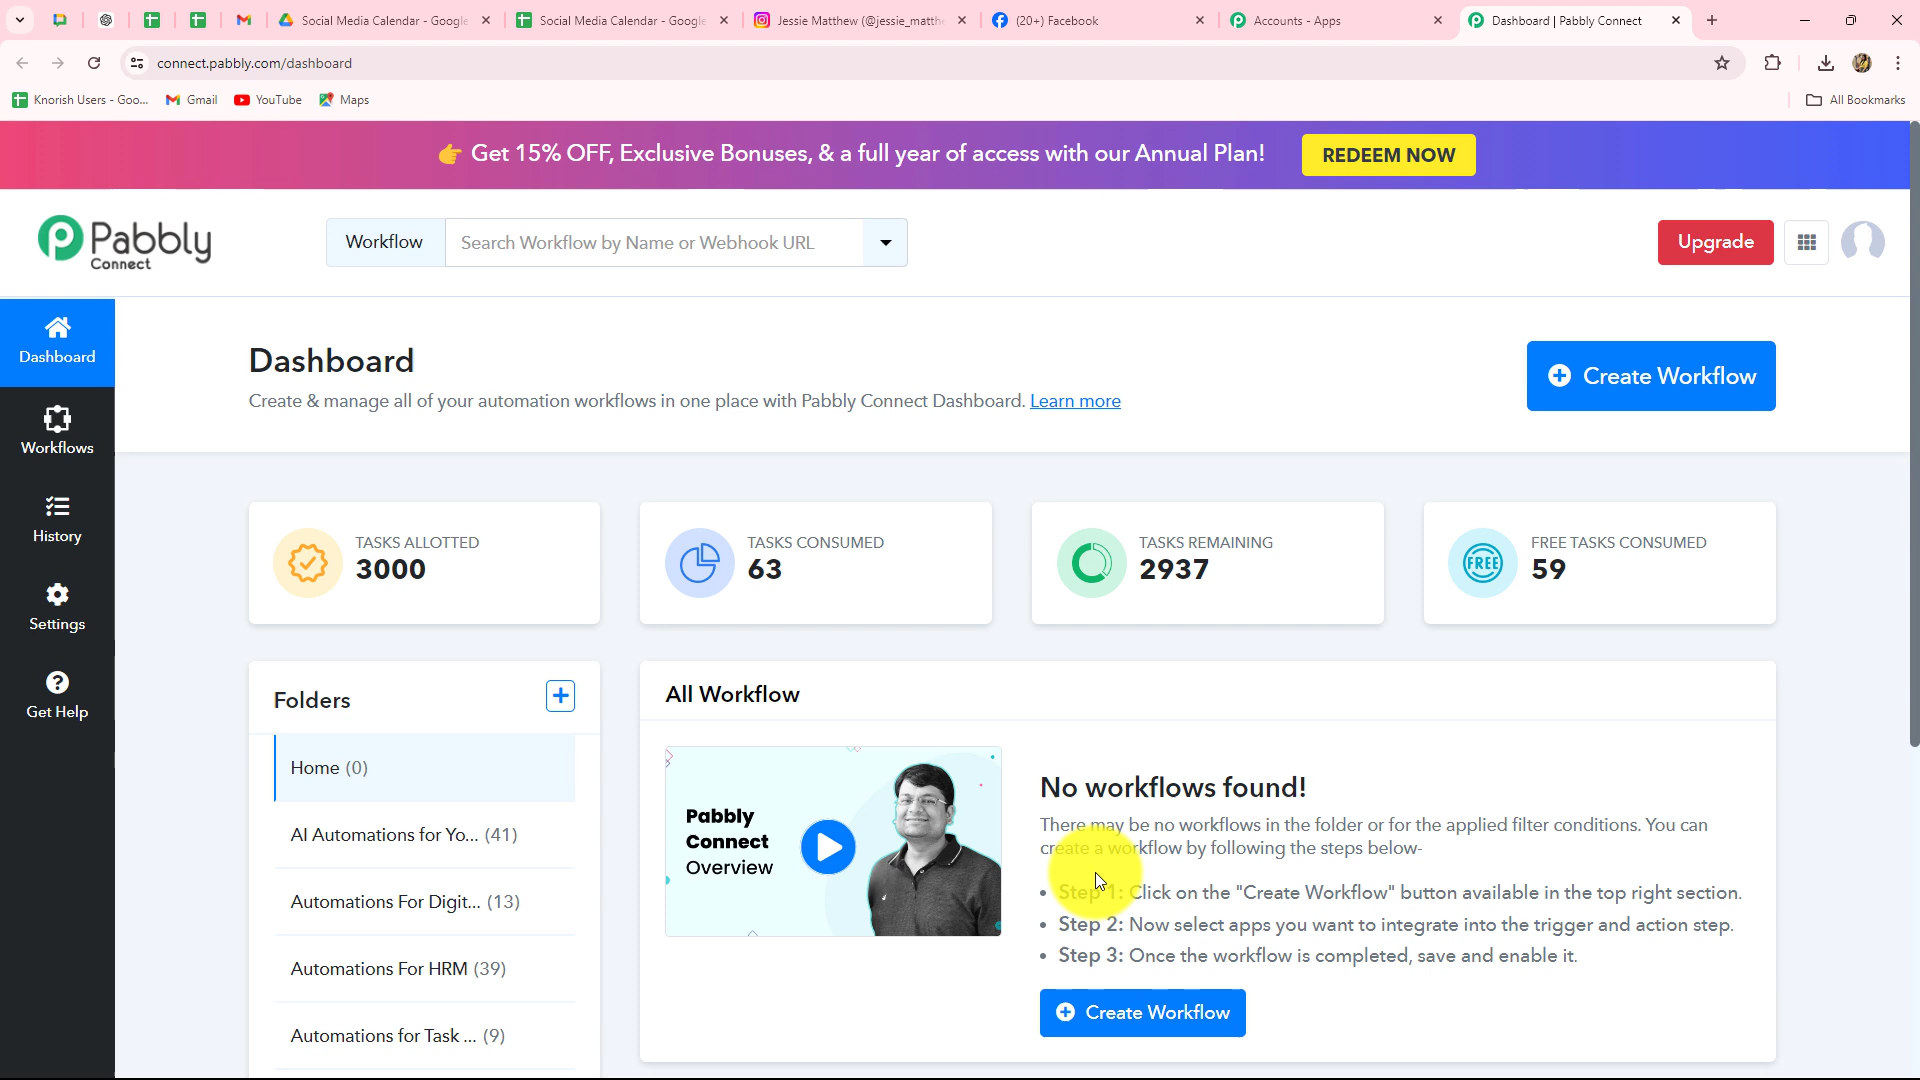 Social Media Calendar - Google
Social Media Calendar - Google
Jessie Matthew (@jessie_matthe
(20+) Facebook
Accounts - Apps
Dashboard | Pabbly Connect
connect.pabbly.com/dashboard
Knorish Users - Goo...
Gmail
YouTube
Maps
All Bookmarks
Get 15% OFF, Exclusive Bonuses, & a full year of access with our Annual Plan!
REDEEM NOW
Pabbly
Connect
Workflow
Search Workflow by Name or Webhook URL
Upgrade
Dashboard
Workflows
History
Settings
Get Help
Dashboard
Create & manage all of your automation workflows in one place with Pabbly Connect Dashboard. Learn more
Create Workflow
TASKS ALLOTTED
3000
TASKS CONSUMED
63
TASKS REMAINING
2937
FREE
FREE TASKS CONSUMED
59
Folders
Home (0)
AI Automations for Yo... (41)
Automations For Digit... (13)
Automations For HRM (39)
Automations for Task ... (9)
All Workflow
Pabbly
Connect
Overview
No workflows found!
There may be no workflows in the folder or for the applied filter conditions. You can
create a workflow by following the steps below-
• Step 1: Click on the "Create Workflow" button available in the top right section.
• Step 2: Now select apps you want to integrate into the trigger and action step.
• Step 3: Once the workflow is completed, save and enable it.
Create Workflow